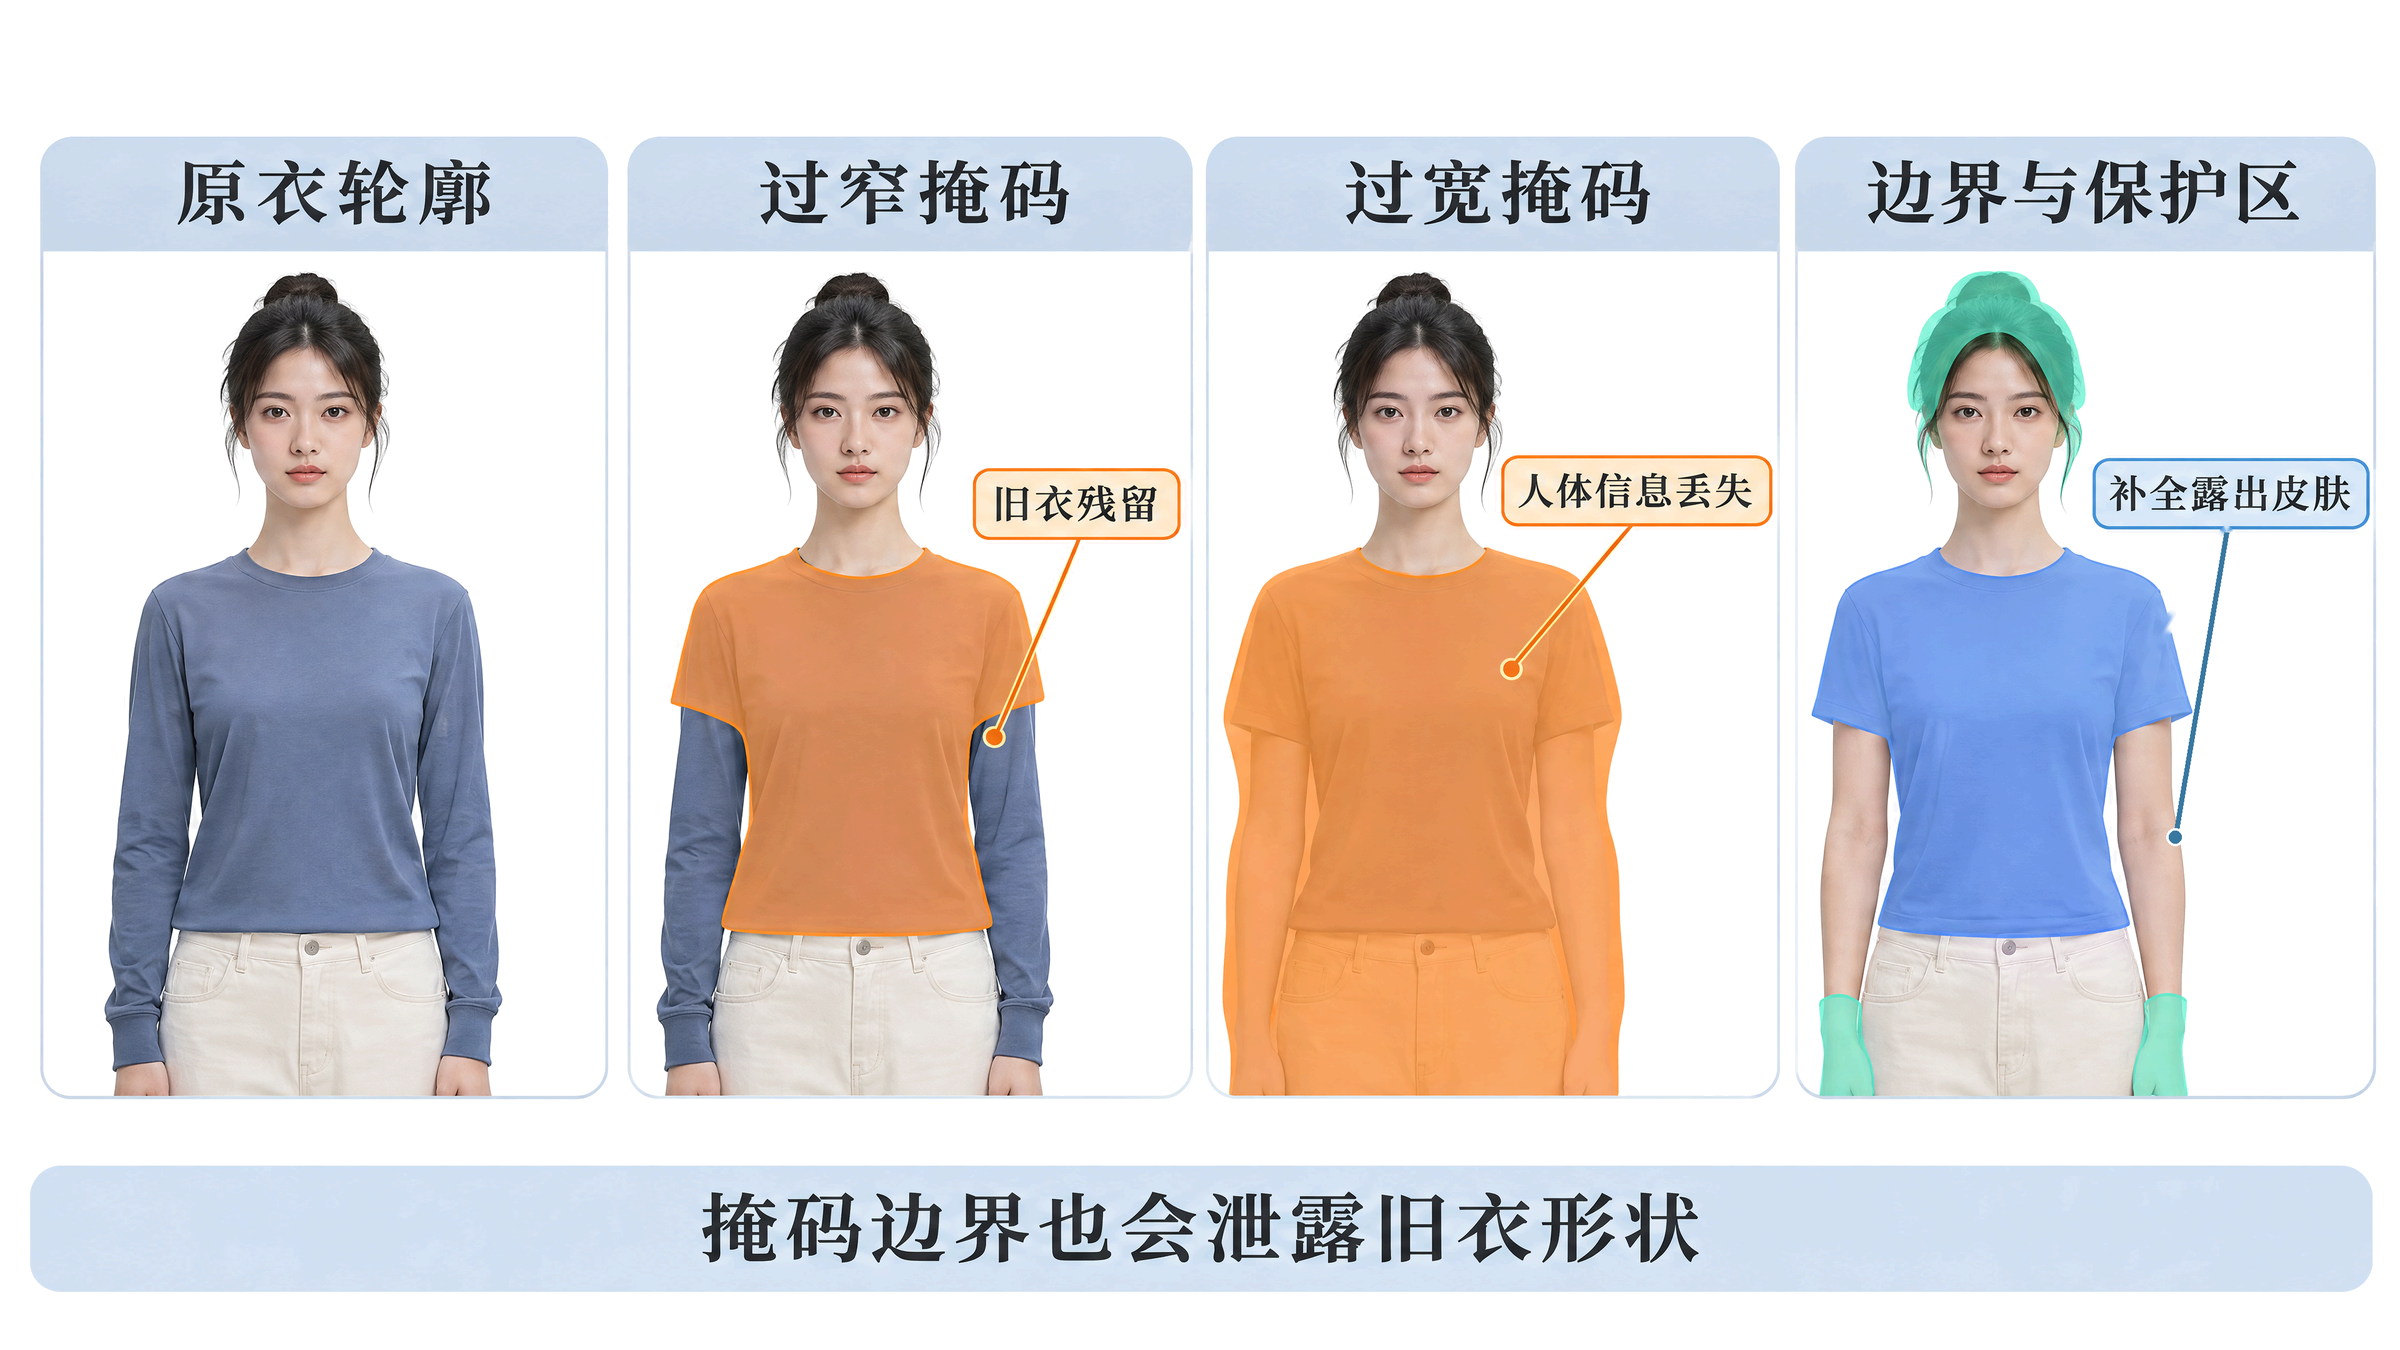 原衣轮廓
过窄掩码
过宽掩码
边界与保护区
旧衣残留
人体信息丢失
补全露出皮肤
掩码边界也会泄露旧衣形状